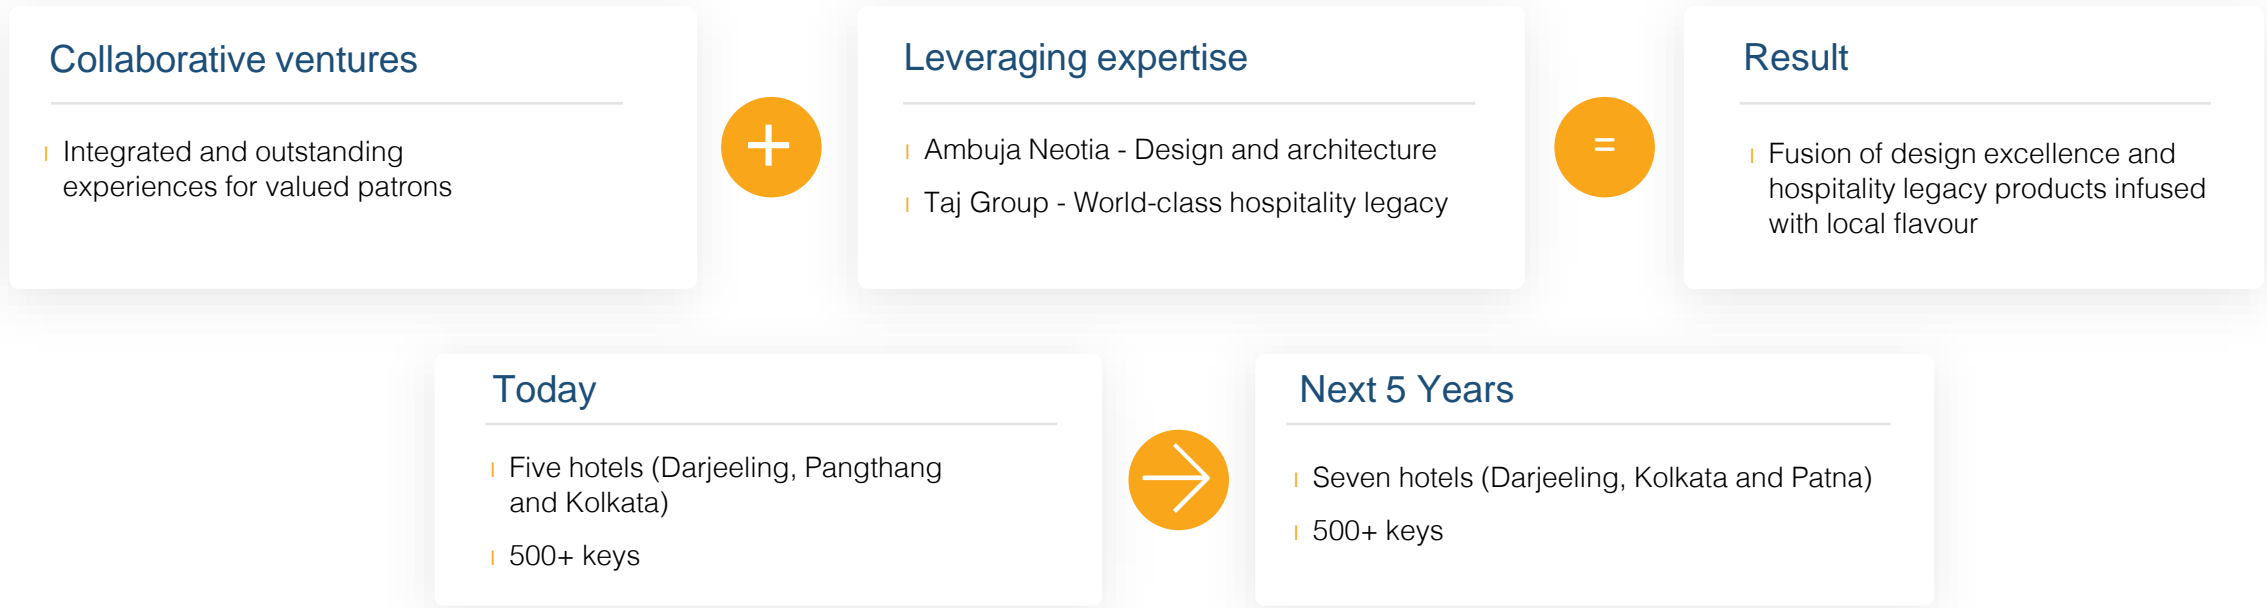 Collaborative ventures
Integrated and outstanding
experiences for valued patrons
+
Leveraging expertise
Ambuja Neotia - Design and architecture
Taj Group - World-class hospitality legacy
=
Result
Fusion of design excellence and
hospitality legacy products infused
with local flavour
Today
Five hotels (Darjeeling, Pangthang
and Kolkata)
500+ keys
Next 5 Years
Seven hotels (Darjeeling, Kolkata and Patna)
500+ keys